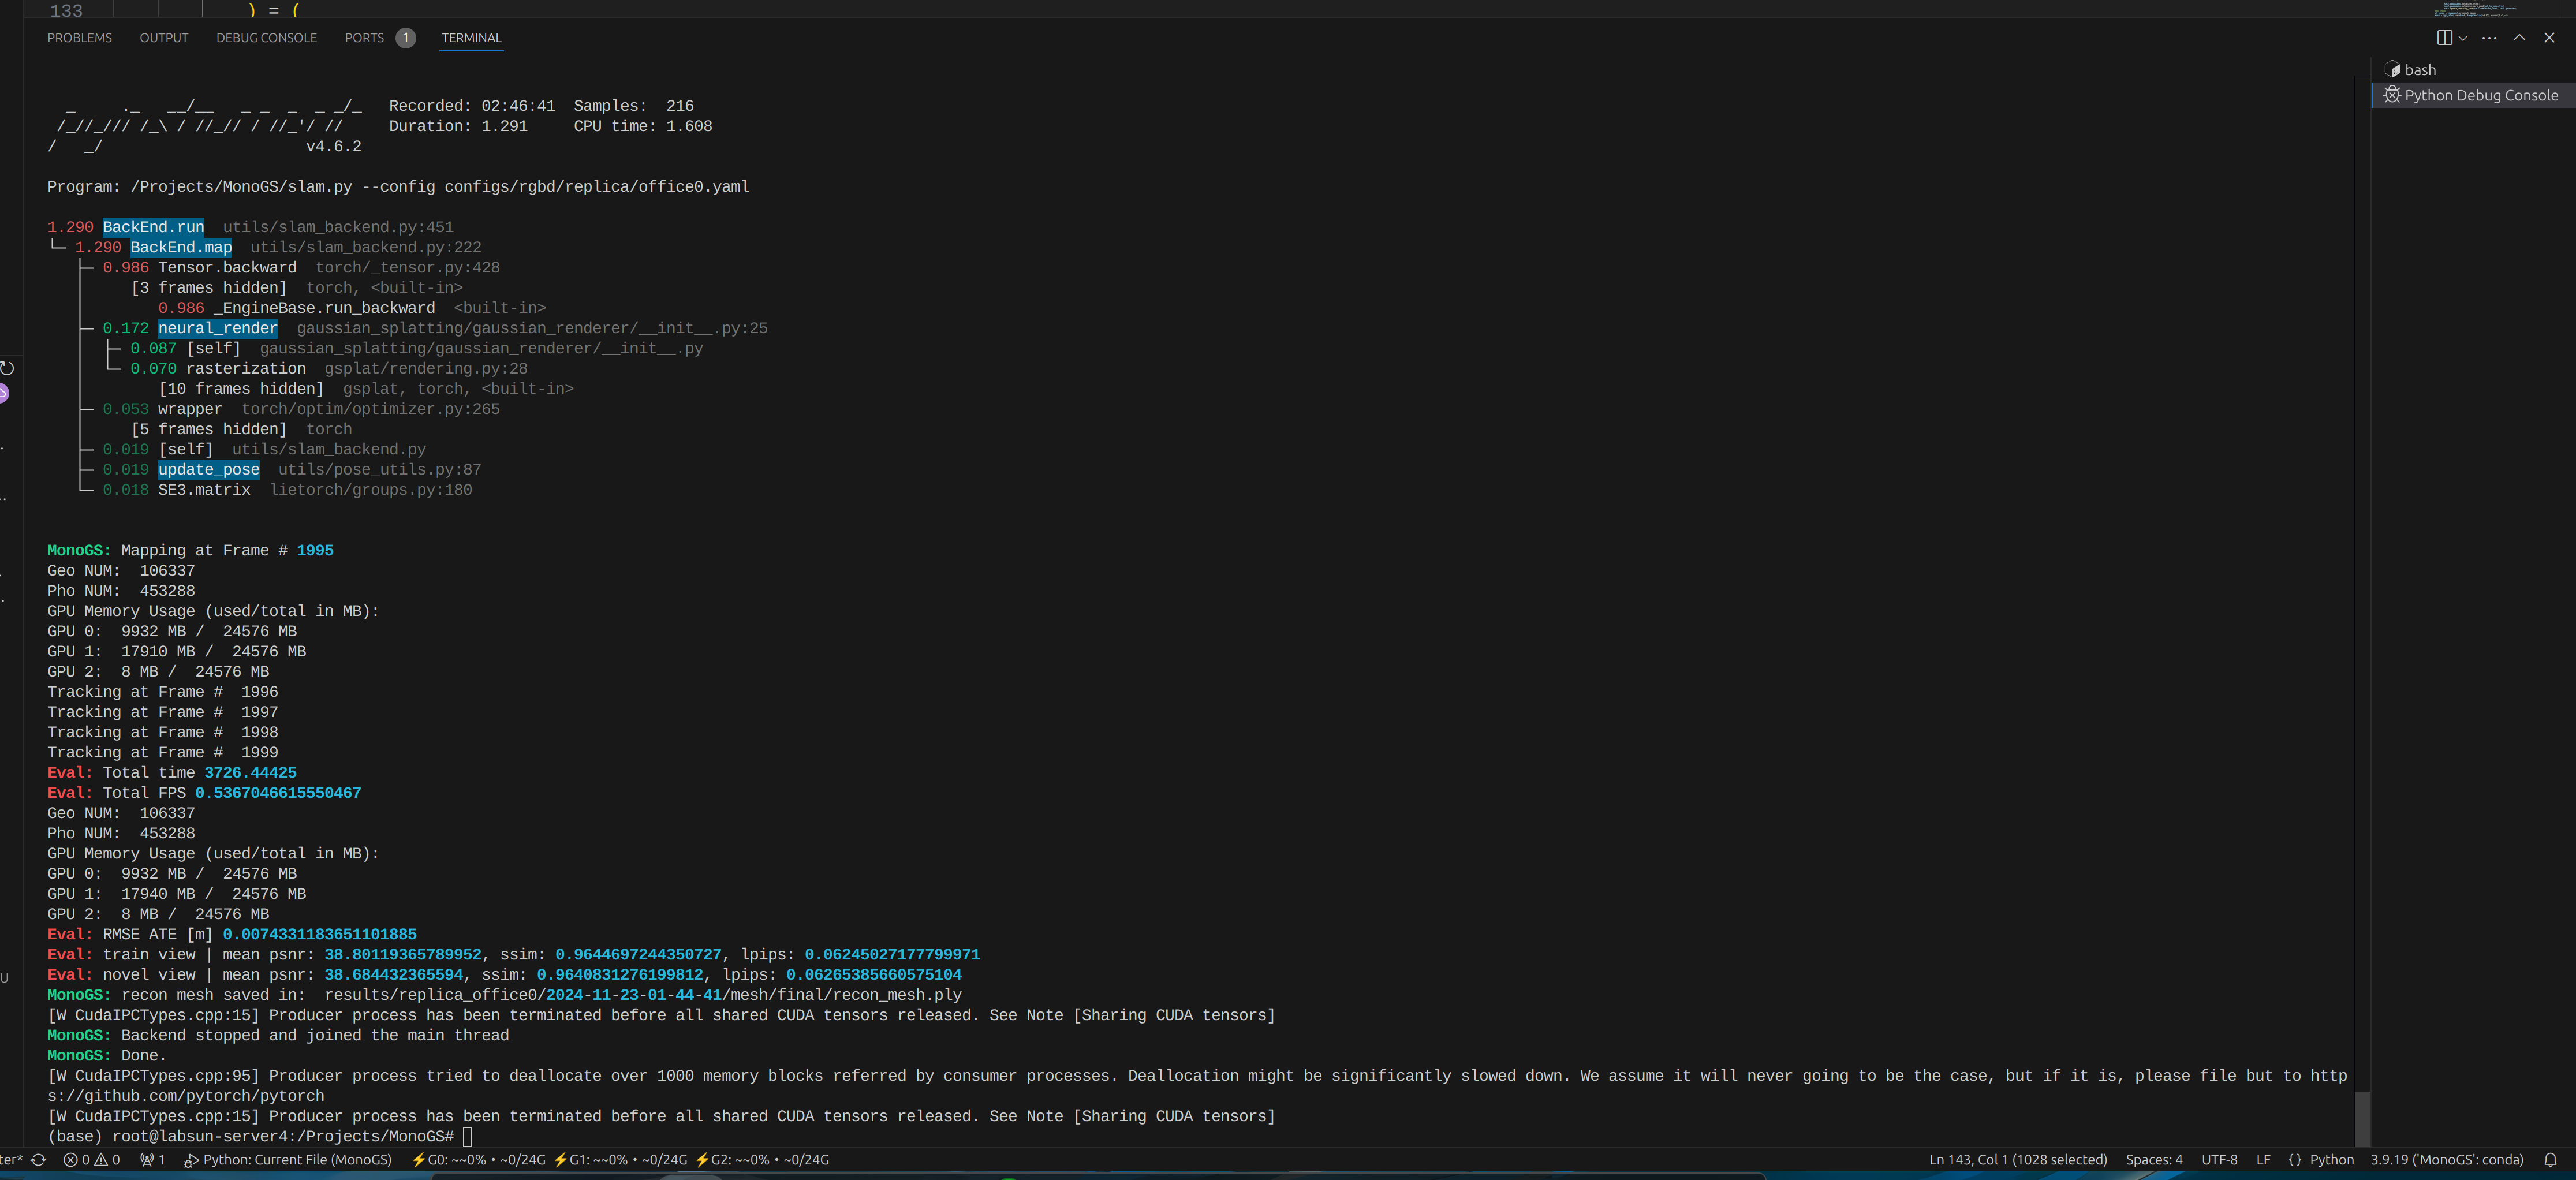 133 ) = (
PROBLEMS OUTPUT DEBUG CONSOLE PORTS 1 TERMINAL
bash
Python Debug Console
  _     ._   __/__   _ _  _  _ _/_   Recorded: 02:46:41  Samples:  216
 /_//_/// /_\ / //_// / //_'/ //     Duration: 1.291     CPU time: 1.608
/   _/                      v4.6.2
Program: /Projects/MonoGS/slam.py --config configs/rgbd/replica/office0.yaml
1.290 BackEnd.run  utils/slam_backend.py:451
└─ 1.290 BackEnd.map  utils/slam_backend.py:222
   ├─ 0.986 Tensor.backward  torch/_tensor.py:428
   │     [3 frames hidden]  torch, <built-in>
   │        0.986 _EngineBase.run_backward  <built-in>
   ├─ 0.172 neural_render  gaussian_splatting/gaussian_renderer/__init__.py:25
   │  ├─ 0.087 [self]  gaussian_splatting/gaussian_renderer/__init__.py
   │  └─ 0.070 rasterization  gsplat/rendering.py:28
   │        [10 frames hidden]  gsplat, torch, <built-in>
   ├─ 0.053 wrapper  torch/optim/optimizer.py:265
   │     [5 frames hidden]  torch
   ├─ 0.019 [self]  utils/slam_backend.py
   ├─ 0.019 update_pose  utils/pose_utils.py:87
   └─ 0.018 SE3.matrix  lietorch/groups.py:180
MonoGS: Mapping at Frame # 1995
Geo NUM:  106337
Pho NUM:  453288
GPU Memory Usage (used/total in MB):
GPU 0:  9932 MB /  24576 MB
GPU 1:  17910 MB /  24576 MB
GPU 2:  8 MB /  24576 MB
Tracking at Frame #  1996
Tracking at Frame #  1997
Tracking at Frame #  1998
Tracking at Frame #  1999
Eval: Total time 3726.44425
Eval: Total FPS 0.5367046615550467
Geo NUM:  106337
Pho NUM:  453288
GPU Memory Usage (used/total in MB):
GPU 0:  9932 MB /  24576 MB
GPU 1:  17940 MB /  24576 MB
GPU 2:  8 MB /  24576 MB
Eval: RMSE ATE [m] 0.0074331183651101885
Eval: train view | mean psnr: 38.80119365789952, ssim: 0.9644697244350727, lpips: 0.06245027177799971
Eval: novel view | mean psnr: 38.684432365594, ssim: 0.9640831276199812, lpips: 0.06265385660575104
MonoGS: recon mesh saved in:  results/replica_office0/2024-11-23-01-44-41/mesh/final/recon_mesh.ply
[W CudaIPCTypes.cpp:15] Producer process has been terminated before all shared CUDA tensors released. See Note [Sharing CUDA tensors]
MonoGS: Backend stopped and joined the main thread
MonoGS: Done.
[W CudaIPCTypes.cpp:95] Producer process tried to deallocate over 1000 memory blocks referred by consumer processes. Deallocation might be significantly slowed down. We assume it will never going to be the case, but if it is, please file but to http
s://github.com/pytorch/pytorch
[W CudaIPCTypes.cpp:15] Producer process has been terminated before all shared CUDA tensors released. See Note [Sharing CUDA tensors]
(base) root@labsun-server4:/Projects/MonoGS#
U
ter* 0 0 1 Python: Current File (MonoGS) ⚡G0: ~~0% • ~0/24G ⚡G1: ~~0% • ~0/24G ⚡G2: ~~0% • ~0/24G Ln 143, Col 1 (1028 selected) Spaces: 4 UTF-8 LF {} Python 3.9.19 ('MonoGS': conda)